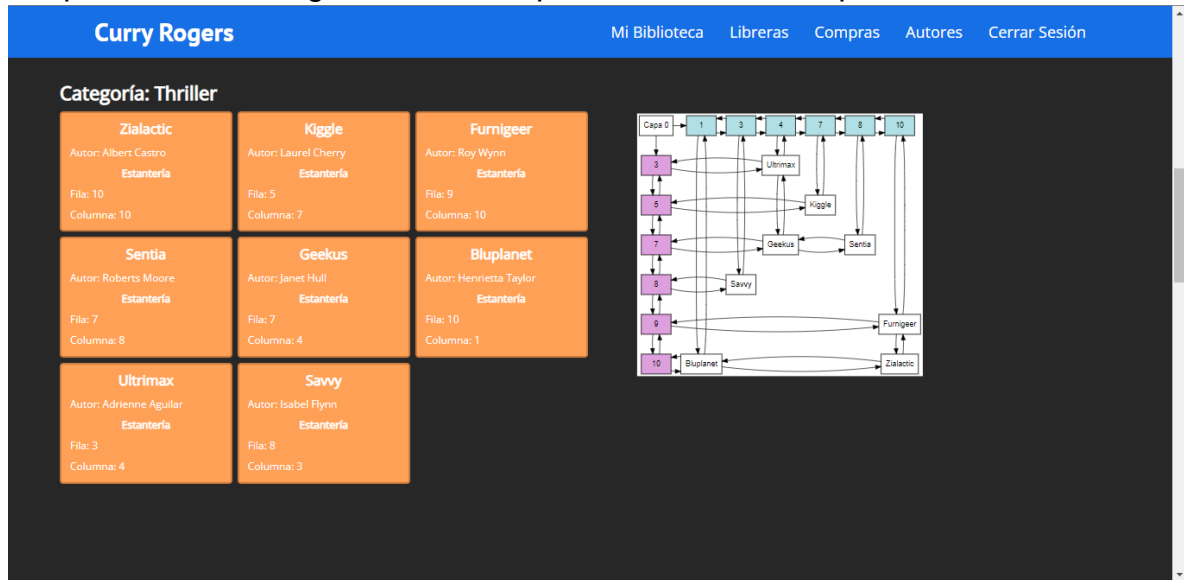 Curry Rogers
Mi Biblioteca Libreras Compras Autores Cerrar Sesión
Categoría: Thriller
Zialactic
Autor: Albert Castro
Estantería
Fila: 10
Columna: 10
Kiggle
Autor: Laurel Cherry
Estantería
Fila: 5
Columna: 7
Furnigeer
Autor: Roy Wynn
Estantería
Fila: 9
Columna: 10
Sentia
Autor: Roberts Moore
Estantería
Fila: 7
Columna: 8
Geekus
Autor: Janet Hull
Estantería
Fila: 7
Columna: 4
Bluplanet
Autor: Henrietta Taylor
Estantería
Fila: 10
Columna: 1
Ultrimax
Autor: Adrienne Aguilar
Estantería
Fila: 3
Columna: 4
Savvy
Autor: Isabel Flynn
Estantería
Fila: 8
Columna: 3
Capa 0 1 3 4 7 8 10
3 Ultrimax
5 Kiggle
7 Geekus Sentia
8 Savvy
9 Furnigeer
10 Bluplanet Zialactic